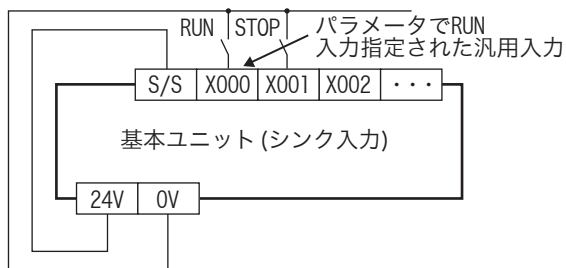 RUN STOP パラメータでRUN
入力指定された汎用入力
S/S X000 X001 X002 ・・・
基本ユニット(シンク入力)
24V 0V